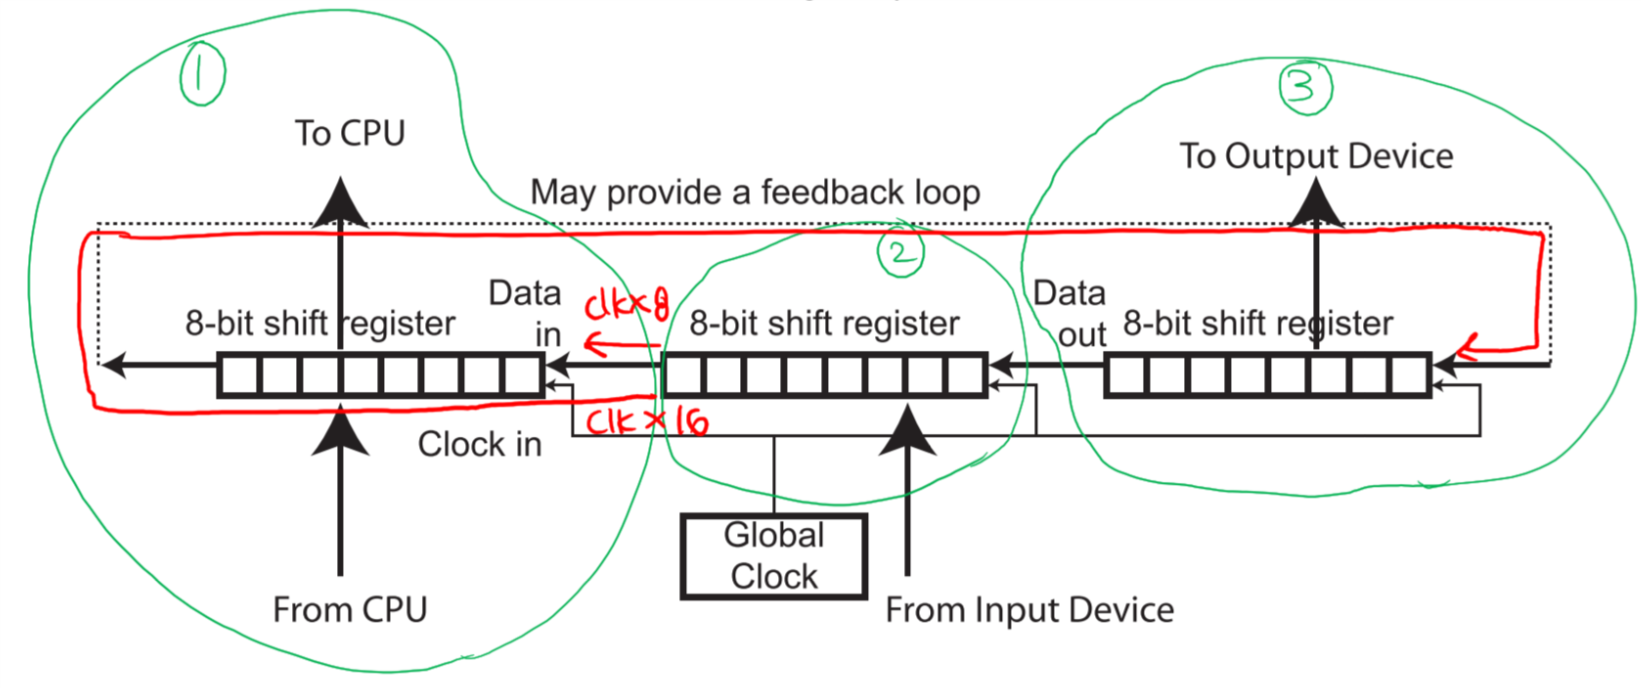 1
3
To CPU
To Output Device
May provide a feedback loop
2
Data
in
clk×8
Data
out
8-bit shift register
8-bit shift register
8-bit shift register
Clock in
clk×16
Global
Clock
From CPU
From Input Device